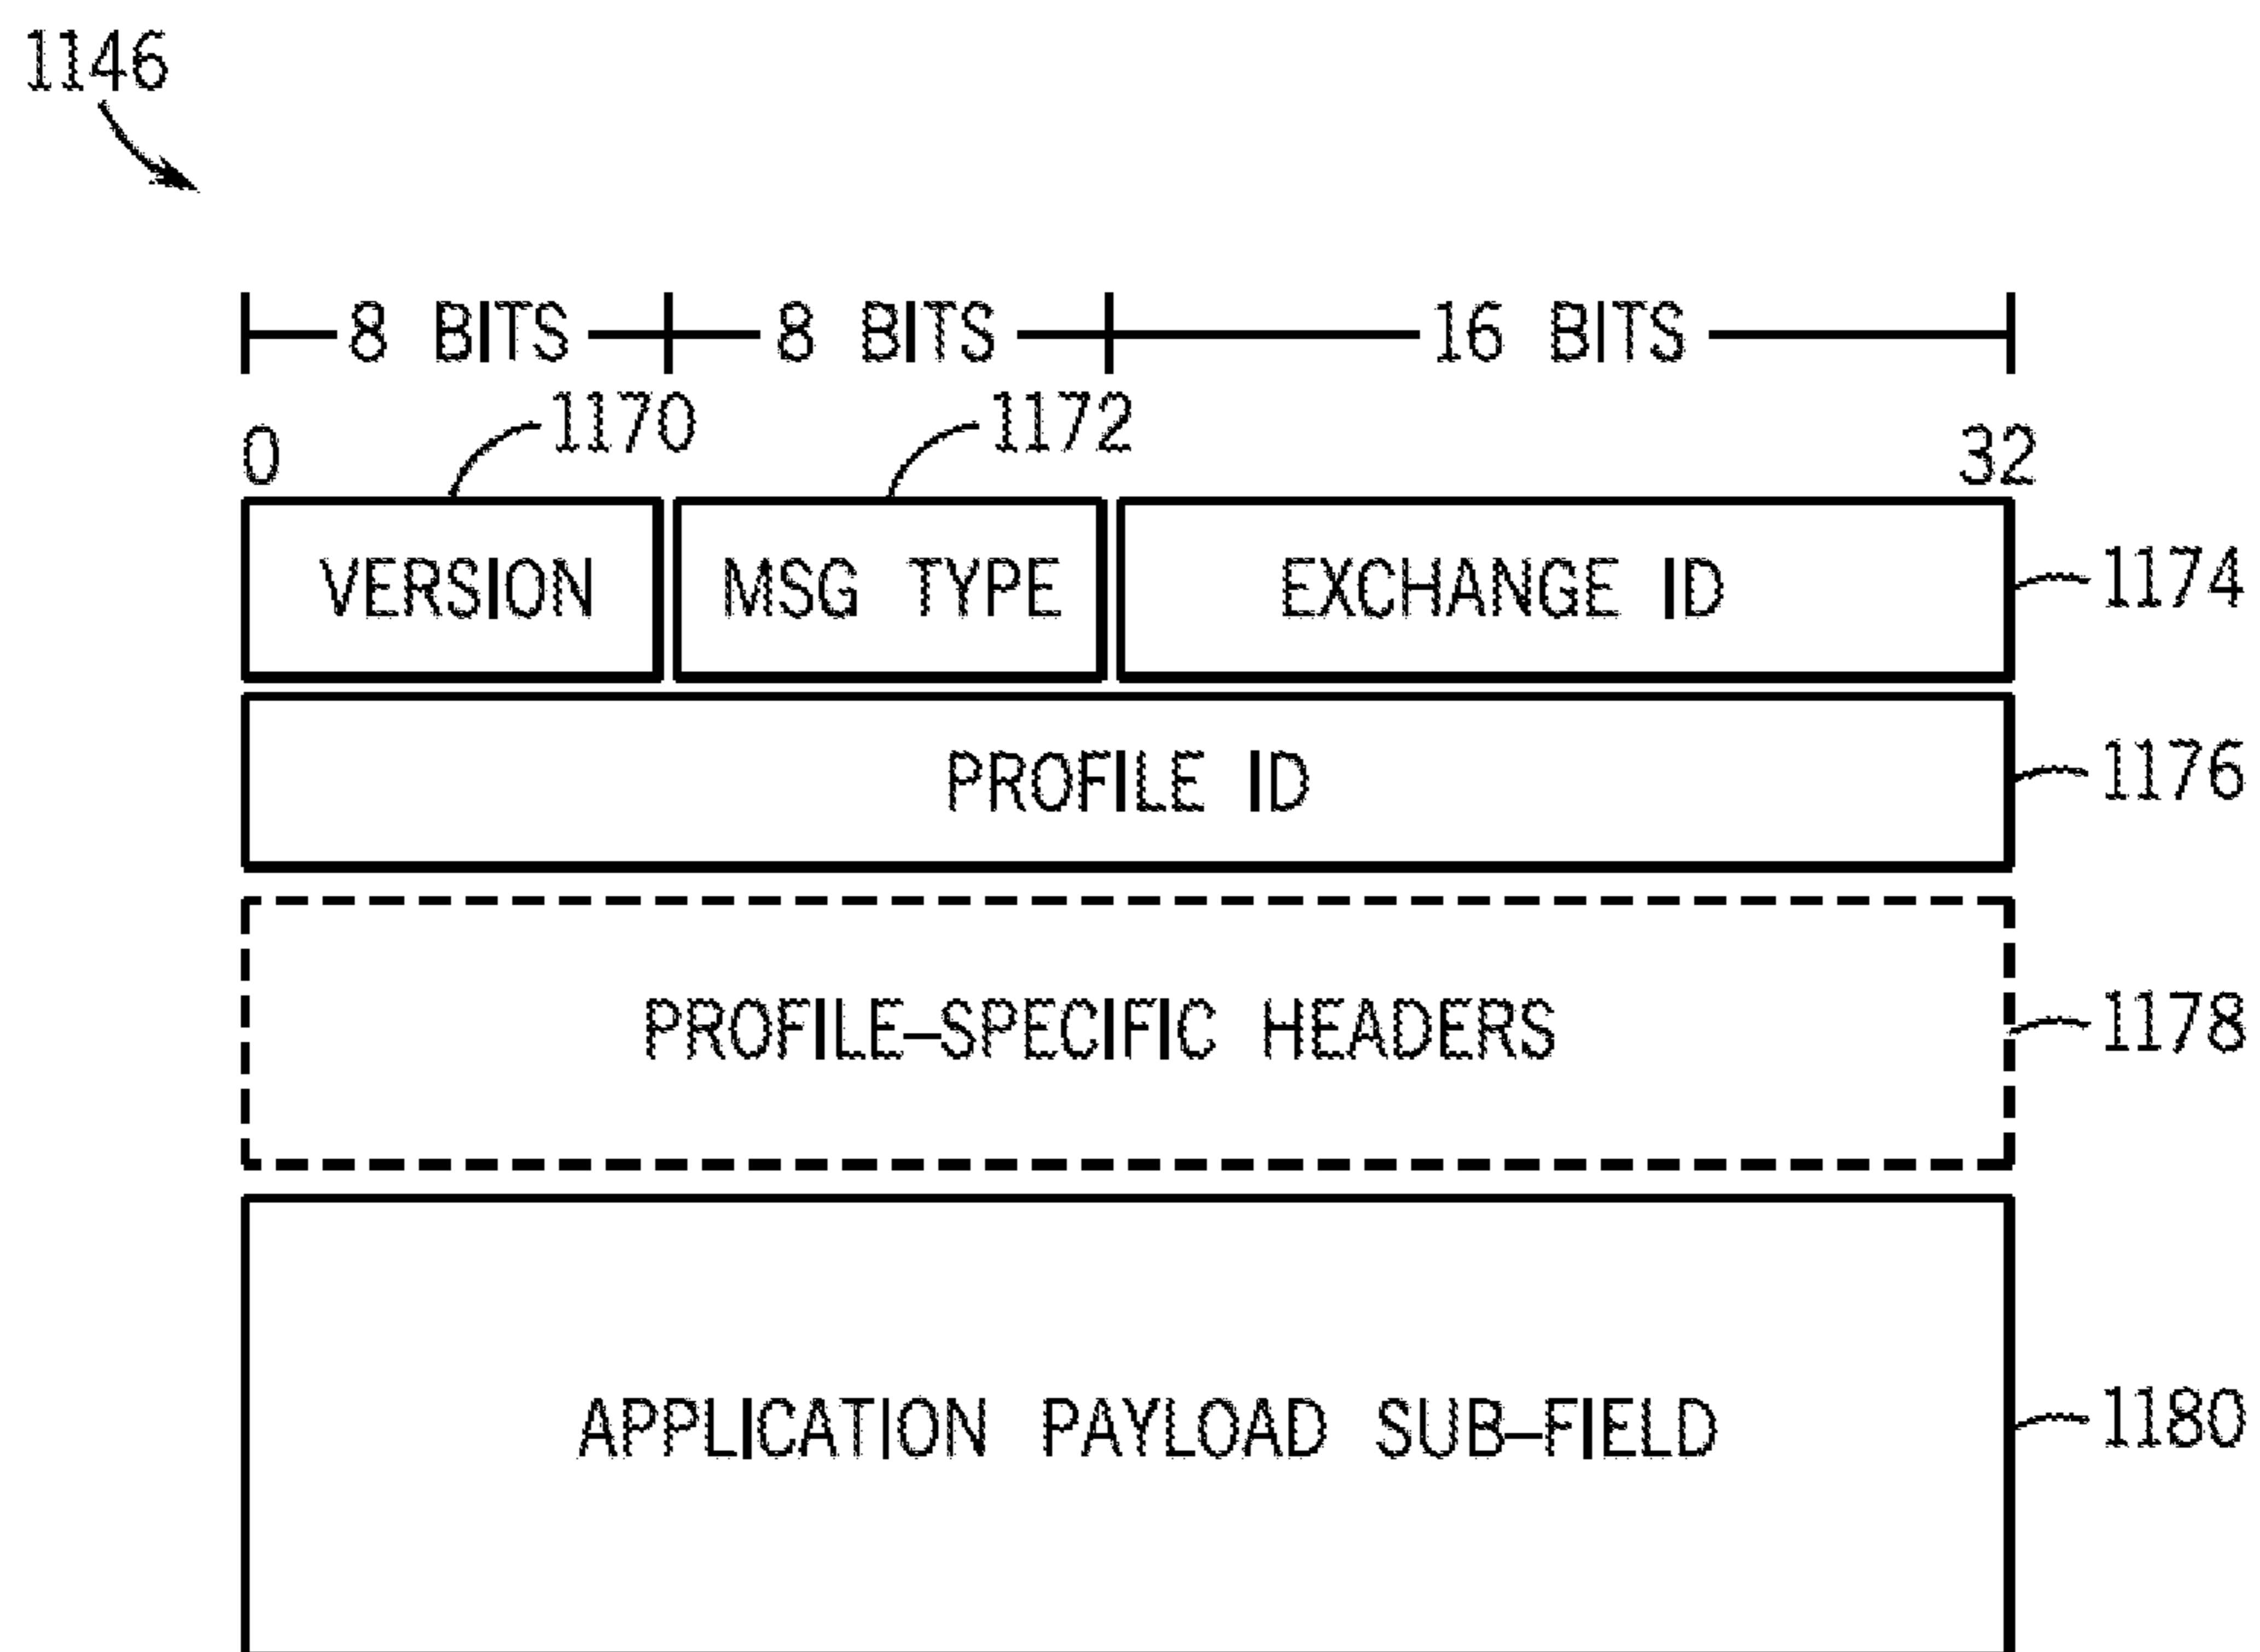 1146
8 BITS 8 BITS 16 BITS
0 1170 1172 32
VERSION MSG TYPE EXCHANGE ID 1174
PROFILE ID 1176
PROFILE-SPECIFIC HEADERS 1178
APPLICATION PAYLOAD SUB-FIELD 1180